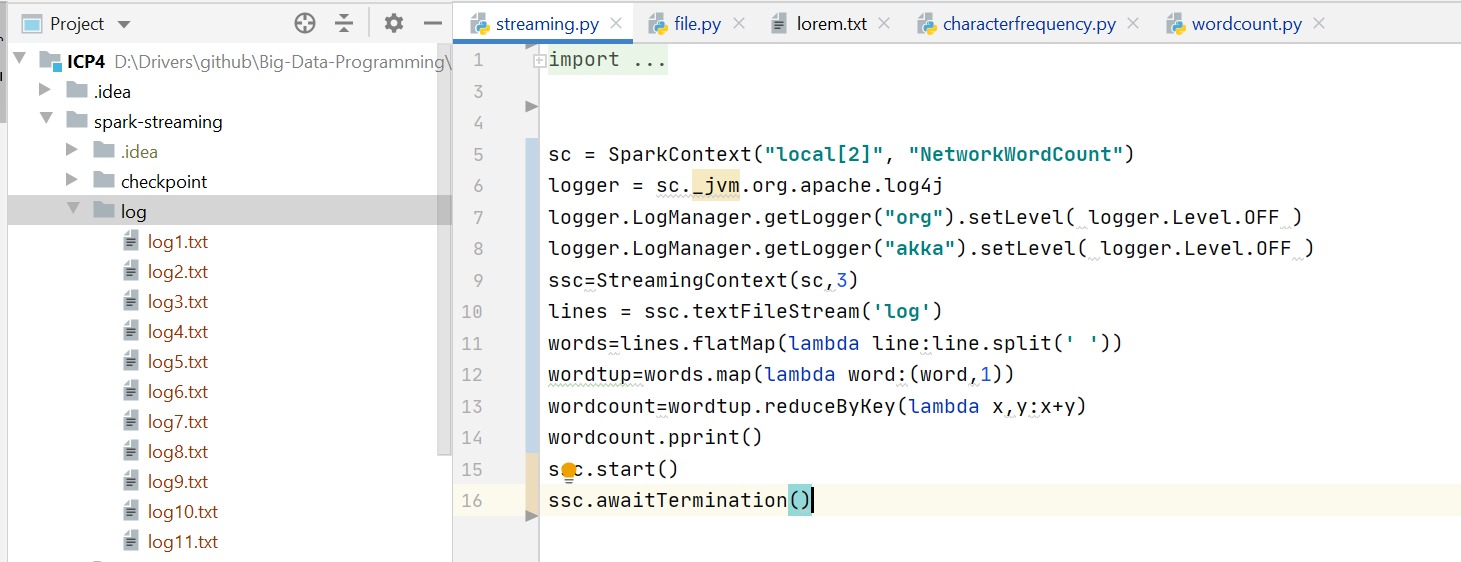 Project
streaming.py file.py lorem.txt characterfrequency.py wordcount.py
ICP4 D:\Drivers\github\Big-Data-Programming\
.idea
spark-streaming
.idea
checkpoint
log
log1.txt
log2.txt
log3.txt
log4.txt
log5.txt
log6.txt
log7.txt
log8.txt
log9.txt
log10.txt
log11.txt
1 import ...
3
4
5 sc = SparkContext("local[2]", "NetworkWordCount")
6 logger = sc._jvm.org.apache.log4j
7 logger.LogManager.getLogger("org").setLevel( logger.Level.OFF )
8 logger.LogManager.getLogger("akka").setLevel( logger.Level.OFF )
9 ssc=StreamingContext(sc,3)
10 lines = ssc.textFileStream('log')
11 words=lines.flatMap(lambda line:line.split(' '))
12 wordtup=words.map(lambda word:(word,1))
13 wordcount=wordtup.reduceByKey(lambda x,y:x+y)
14 wordcount.pprint()
15 ssc.start()
16 ssc.awaitTermination()